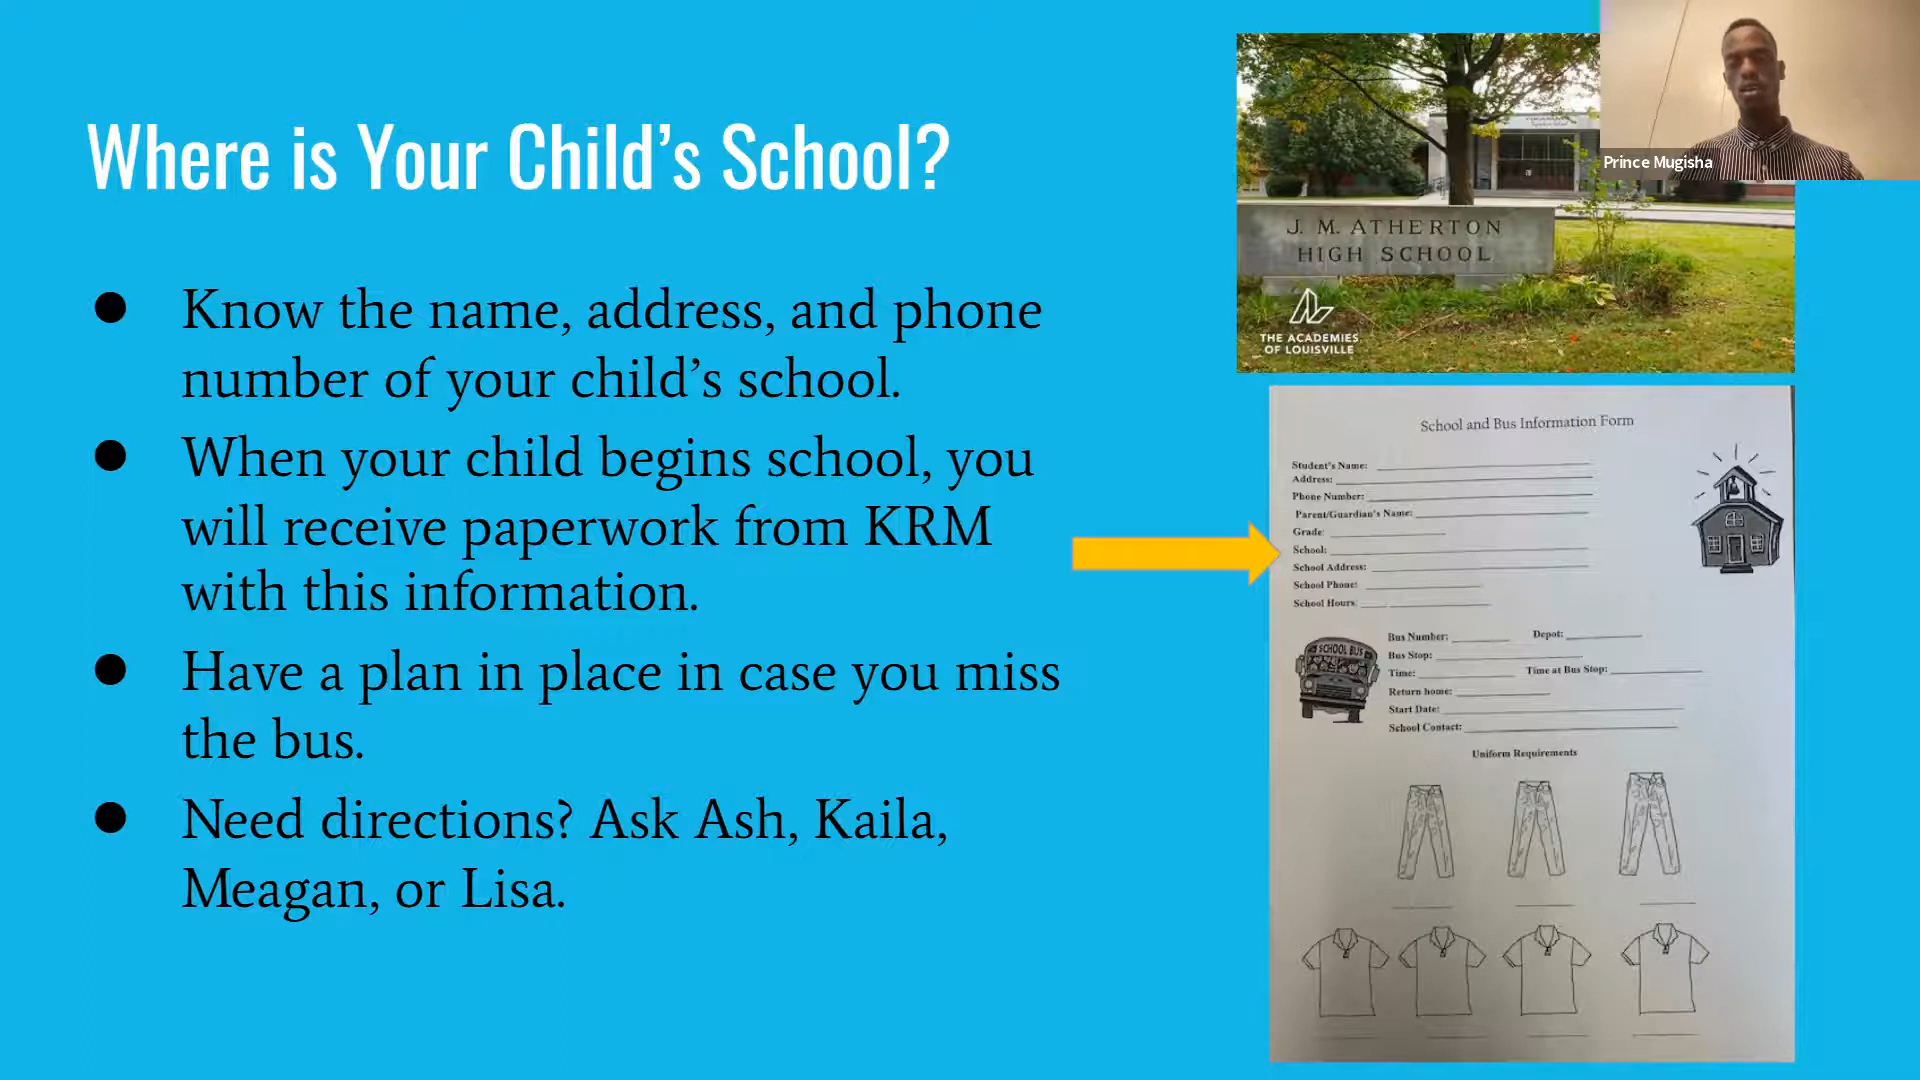 Where is Your Child’s School?
● Know the name, address, and phone
number of your child’s school.
● When your child begins school, you
will receive paperwork from KRM
with this information.
● Have a plan in place in case you miss
the bus.
● Need directions? Ask Ash, Kaila,
Meagan, or Lisa.
Prince Mugisha
J. M. ATHERTON
HIGH SCHOOL
THE ACADEMIES
OF LOUISVILLE
School and Bus Information Form
Student's Name:
Address:
Phone Number:
Parent/Guardian's Name:
Grade:
School:
School Address:
School Phone:
School Hours:
SCHOOL BUS
Bus Number: Depot:
Bus Stop:
Time: Time at Bus Stop:
Return home:
Start Date:
School Contact:
Uniform Requirements